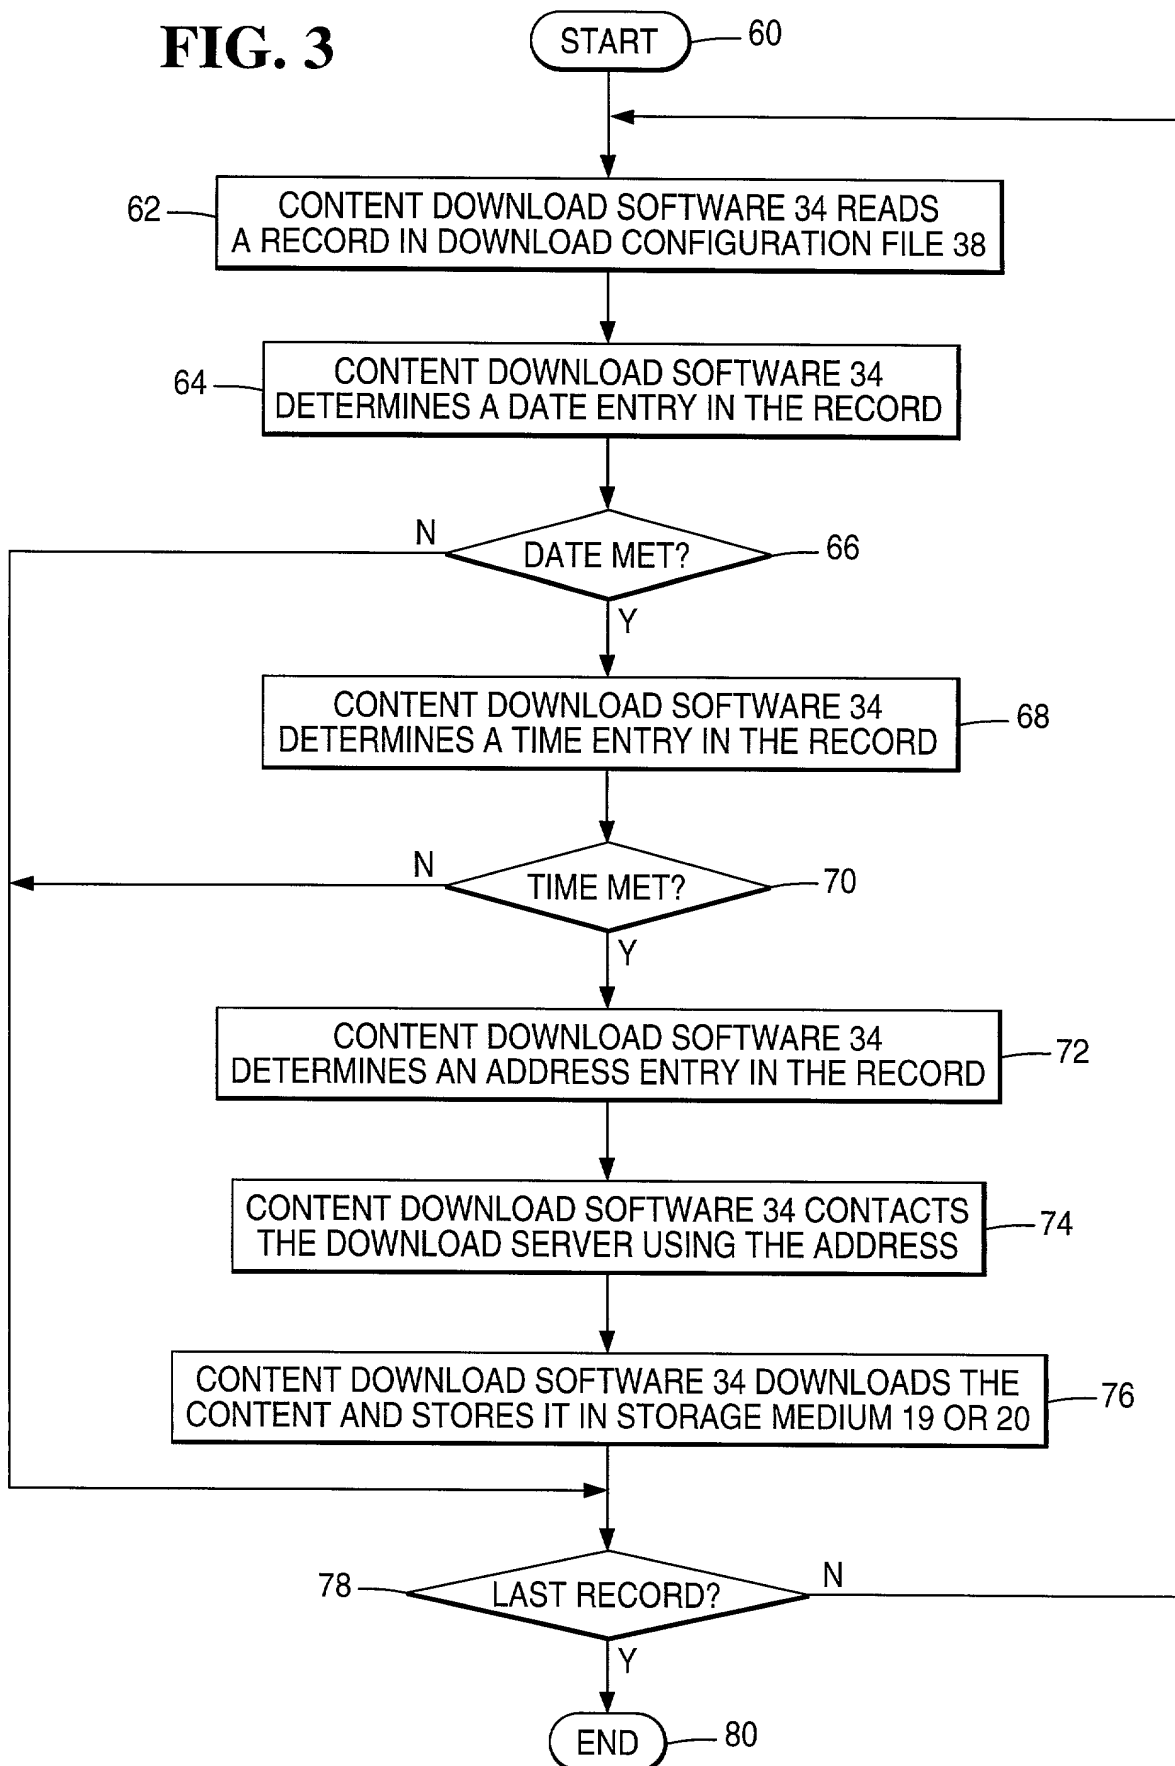 FIG. 3
START
60
62
CONTENT DOWNLOAD SOFTWARE 34 READS
A RECORD IN DOWNLOAD CONFIGURATION FILE 38
64
CONTENT DOWNLOAD SOFTWARE 34
DETERMINES A DATE ENTRY IN THE RECORD
N
DATE MET?
66
Y
CONTENT DOWNLOAD SOFTWARE 34
DETERMINES A TIME ENTRY IN THE RECORD
68
N
TIME MET?
70
Y
CONTENT DOWNLOAD SOFTWARE 34
DETERMINES AN ADDRESS ENTRY IN THE RECORD
72
CONTENT DOWNLOAD SOFTWARE 34 CONTACTS
THE DOWNLOAD SERVER USING THE ADDRESS
74
CONTENT DOWNLOAD SOFTWARE 34 DOWNLOADS THE
CONTENT AND STORES IT IN STORAGE MEDIUM 19 OR 20
76
78
LAST RECORD?
N
Y
END
80